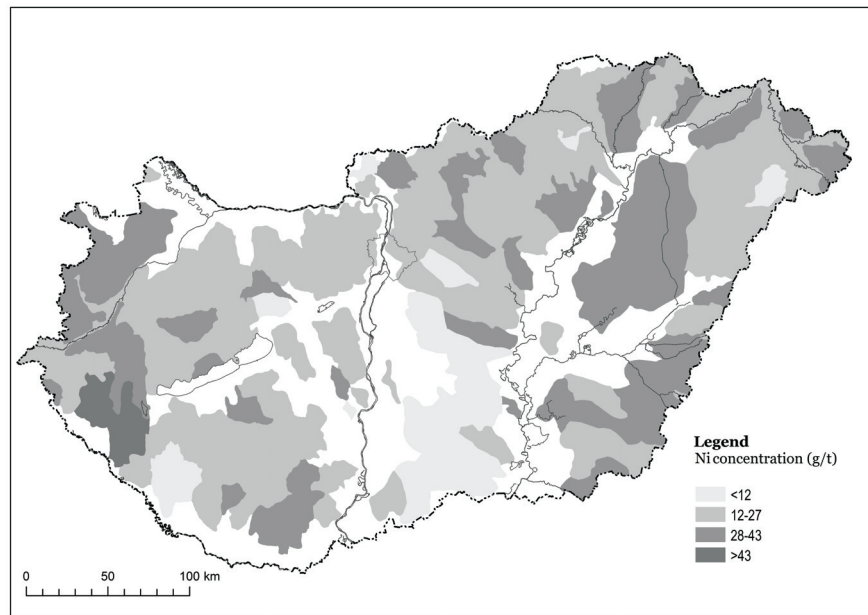 Legend
Ni concentration (g/t)
<12
12-27
28-43
>43
0 50 100 km